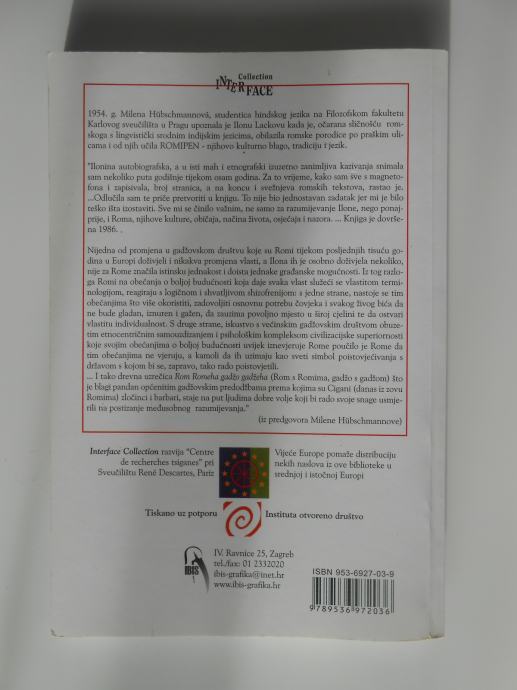 Collection
INTERFACE
1954. g. Milena Hübschmannová, studentica hindskog jezika na Filozofskom fakultetu
Karlovog sveučilišta u Pragu upoznala je Ilonu Lackovu kada je, očarana sličnošću rom-
skoga s lingvistički srodnim indijskim jezicima, obilazila romske porodice po praškim uli-
cama i od njih učila ROMIPEN - njihovo kulturno blago, tradiciju i jezik.
"Ilonina autobiografska, a u isti mah i etnografski izuzetno zanimljiva kazivanja snimala
sam nekoliko puta godišnje tijekom osam godina. Za to vrijeme, kako sam sve s magneto-
fona i zapisivala, broj stranica, a na koncu i svežnjeva romskih tekstova, rastao je.
...Odlučila sam te priče pretvoriti u knjigu. To nije bio jednostavan zadatak jer mi je bilo
teško išta izostaviti. Sve mi se činilo važnim, ne samo za razumijevanje Ilone, nego ponaj-
prije, i Roma, njihove kulture, običaja, načina života, osjećaja i nazora. ... Knjiga je dovrše-
na 1986. .
Nijedna od promjena u gadžovskom društvu koje su Romi tijekom posljednjih tisuću go-
dina u Europi doživjeli i nikakva promjena vlasti, a Ilona ih je osobno doživjela nekoliko,
nije za Rome značila istinsku jednakost i doista jednake građanske mogućnosti. Iz tog razlo-
ga Romi na obećanja o boljoj budućnosti koja daje svaka vlast služeći se vlastitom termi-
nologijom, reagiraju s logičnom i shvatljivom shizofrenijom: s jedne strane, nastoje se tim
obećanjima što više okoristiti, zadovoljiti osnovnu potrebu čovjeka i svakog živog bića da
ne bude gladan, iznuren i gažen, da zauzima povoljno mjesto u široj cjelini te da ostvari
vlastitu individualnost. S druge strane, iskustvo s većinskim gadžovskim društvom obuze-
tim etnocentričnim samouzdizanjem i psihološkim kompleksom civilizacijske superiornosti
koje svojim obećanjima o boljoj budućnosti uvijek iznevjeruje Rome poučilo je Rome da
tim obećanjima ne vjeruju, a kamoli da ih uzimaju kao sveti simbol poistovjećivanja s
državom s kojom bi se, zapravo, tako rado poistovjetili.
... I tako drevna uzrečica Rom Romeha gadžo gadžeha (Rom s Romima, gadžo s gadžom) što
je blagi pandan općenitim gadžovskim predodžbama prema kojima su Cigani (danas iz zovu
Romima) zločinci i barbari, staje na put ljudima dobre volje koji bi rado svoje snage usmje-
rili na postizanje međusobnog razumijevanja."
(iz predgovora Milene Hübschmannove)
Interface Collection razvija "Centre
de recherches tsiganes" pri
Sveučilištu René Descartes, Pariz
Vijeće Europe pomaže distribuciju
nekih naslova iz ove biblioteke u
srednjoj i istočnoj Europi
Tiskano uz potporu
Instituta otvoreno društvo
IBIS
IV. Ravnice 25, Zagreb
tel./fax: 01 2332020
ibis-grafika@inet.hr
www.ibis-grafika.hr
ISBN 953-6927-03-9
9789536972036